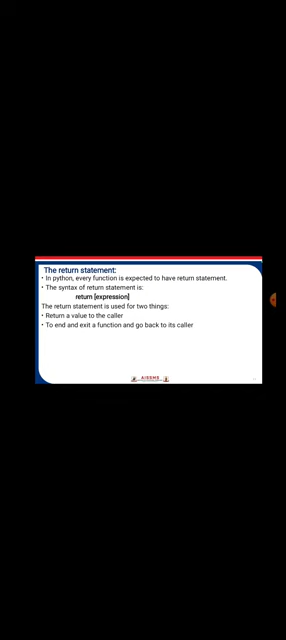 The return statement:
• In python, every function is expected to have return statement.
• The syntax of return statement is:
return [expression]
The return statement is used for two things:
• Return a value to the caller
• To end and exit a function and go back to its caller
AISSMS